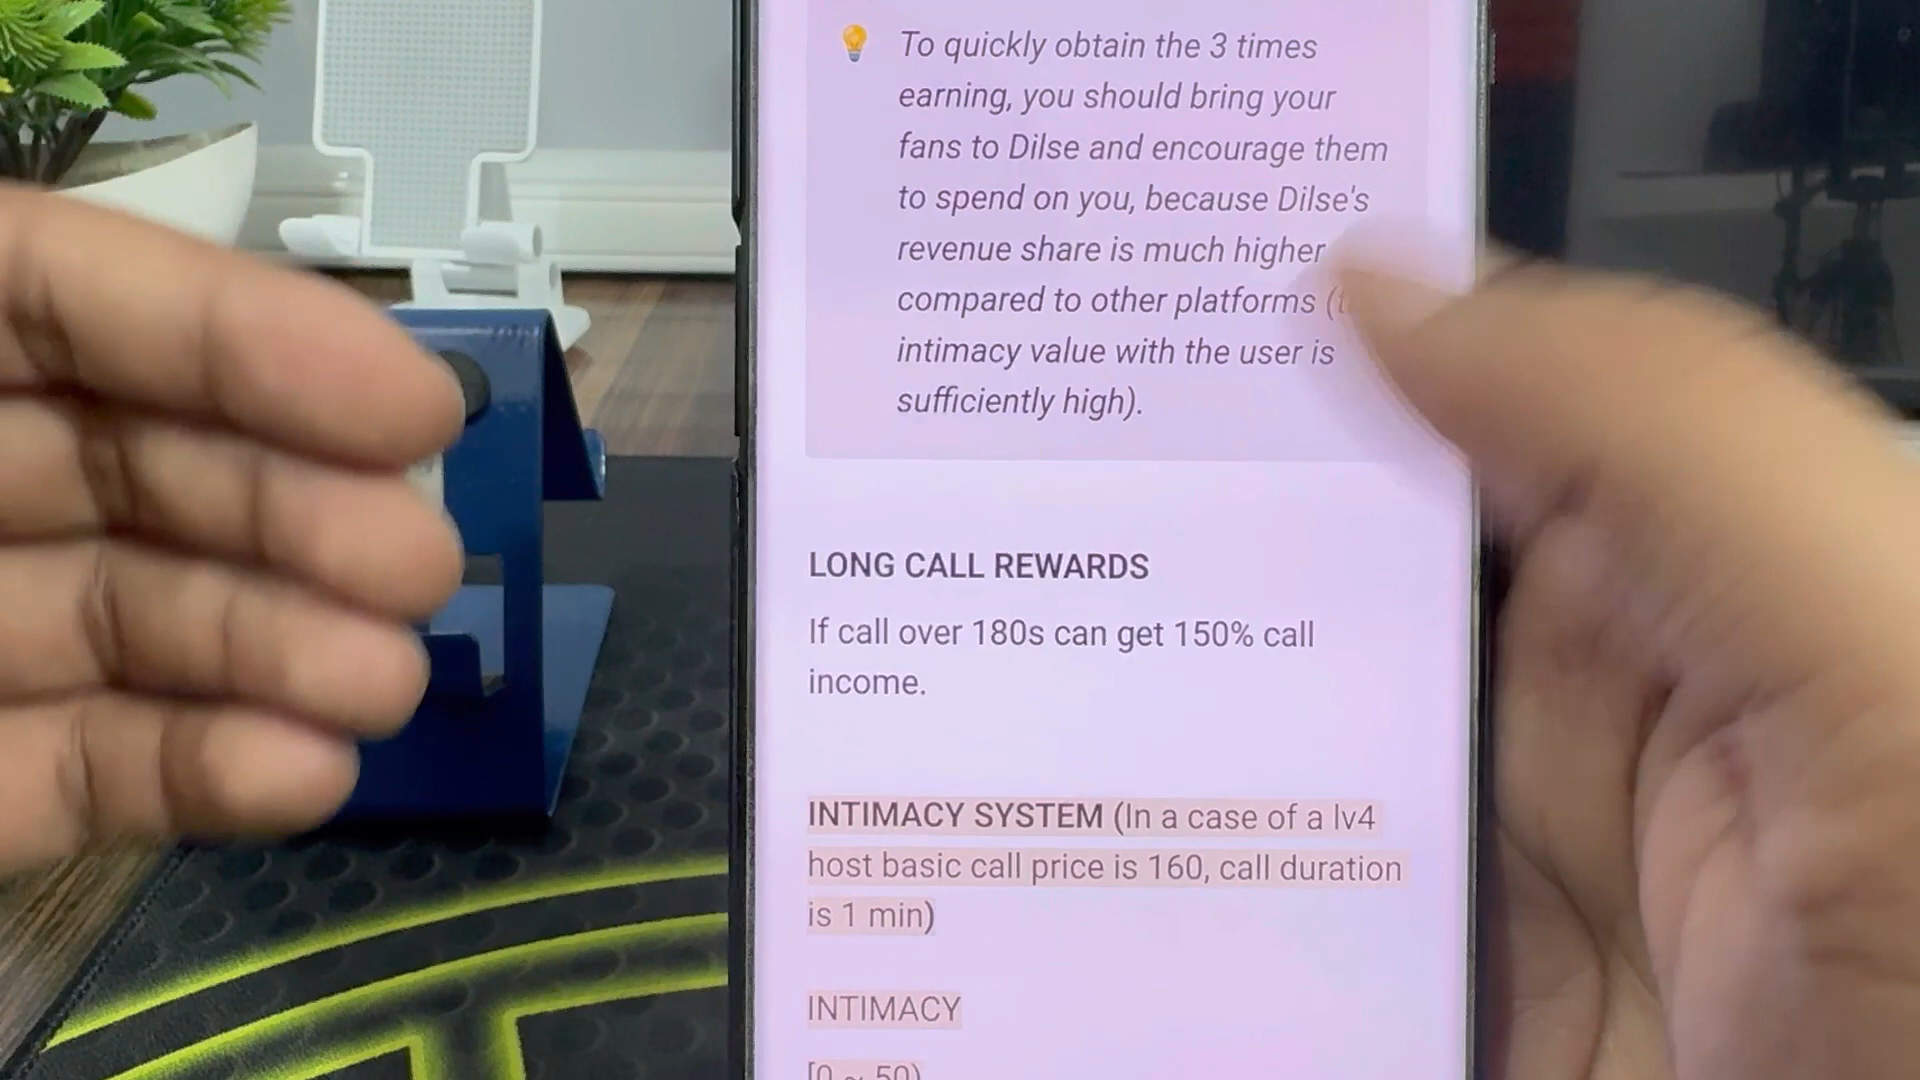 To quickly obtain the 3 times
earning, you should bring your
fans to Dilse and encourage them
to spend on you, because Dilse's
revenue share is much higher
compared to other platforms
intimacy value with the user is
sufficiently high).
LONG CALL REWARDS
If call over 180s can get 150% call
income.
INTIMACY SYSTEM (In a case of a lv4
host basic call price is 160, call duration
is 1 min)
INTIMACY
[0 ~ 50)